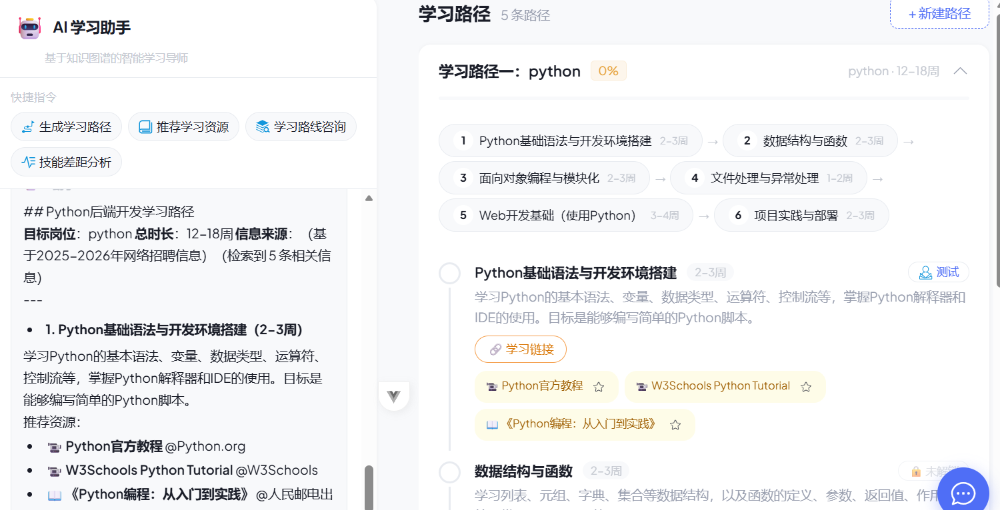 AI 学习助手
基于知识图谱的智能学习导师
快捷指令
生成学习路径
推荐学习资源
学习路线咨询
技能差距分析
## Python后端开发学习路径
目标岗位：python 总时长：12-18周 信息来源：（基
于2025-2026年网络招聘信息）（检索到 5 条相关信
息）
---
• 1. Python基础语法与开发环境搭建（2-3周）
学习Python的基本语法、变量、数据类型、运算符、
控制流等，掌握Python解释器和IDE的使用。目标是
能够编写简单的Python脚本。
推荐资源：
• Python官方教程 @Python.org
• W3Schools Python Tutorial @W3Schools
• 《Python编程：从入门到实践》 @人民邮电出
学习路径 5 条路径
+ 新建路径
学习路径一：python 0%
python · 12-18周
1 Python基础语法与开发环境搭建 2-3周 → 2 数据结构与函数 2-3周 →
3 面向对象编程与模块化 2-3周 → 4 文件处理与异常处理 1-2周 →
5 Web开发基础（使用Python） 3-4周 → 6 项目实践与部署 2-3周
Python基础语法与开发环境搭建 2-3周
测试
学习Python的基本语法、变量、数据类型、运算符、控制流等，掌握Python解释器和
IDE的使用。目标是能够编写简单的Python脚本。
学习链接
Python官方教程
W3Schools Python Tutorial
《Python编程：从入门到实践》
数据结构与函数 2-3周
未解
学习列表、元组、字典、集合等数据结构，以及函数的定义、参数、返回值、作